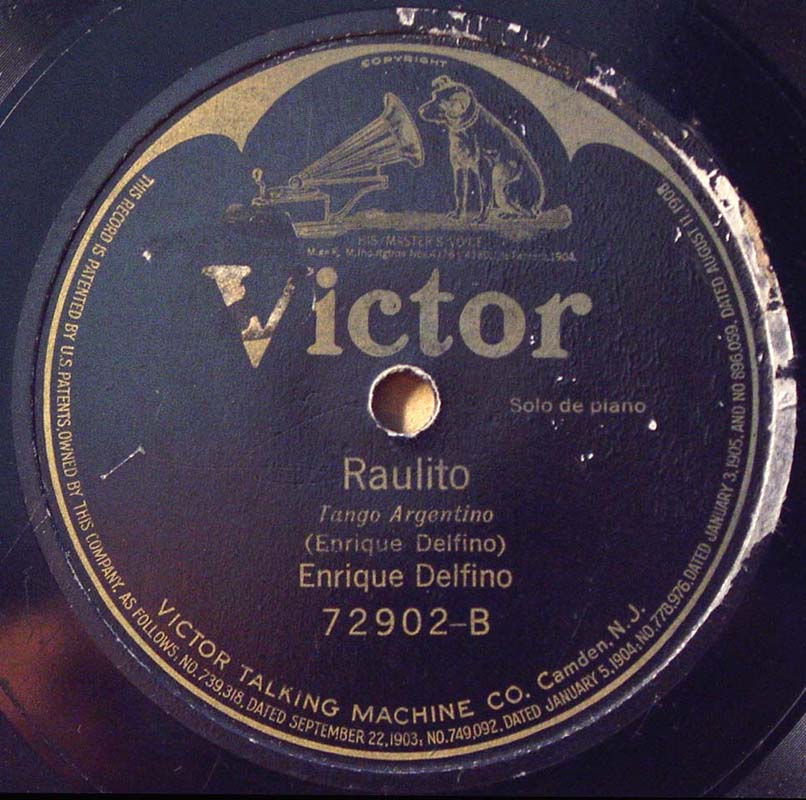 COPYRIGHT
HIS MASTER'S VOICE
Victor
Solo de piano
Raulito
Tango Argentino
(Enrique Delfino)
Enrique Delfino
72902-B
VICTOR TALKING MACHINE CO. Camden, N.J.
THIS RECORD IS PATENTED BY U.S. PATENTS, OWNED BY THIS COMPANY, AS FOLLOWS: NO. 739,318, DATED SEPTEMBER 22, 1903; NO. 749,092, DATED JANUARY 5, 1904; NO. 778,976, DATED JANUARY 3, 1905, AND NO 896,059, DATED AUGUST 11, 1908